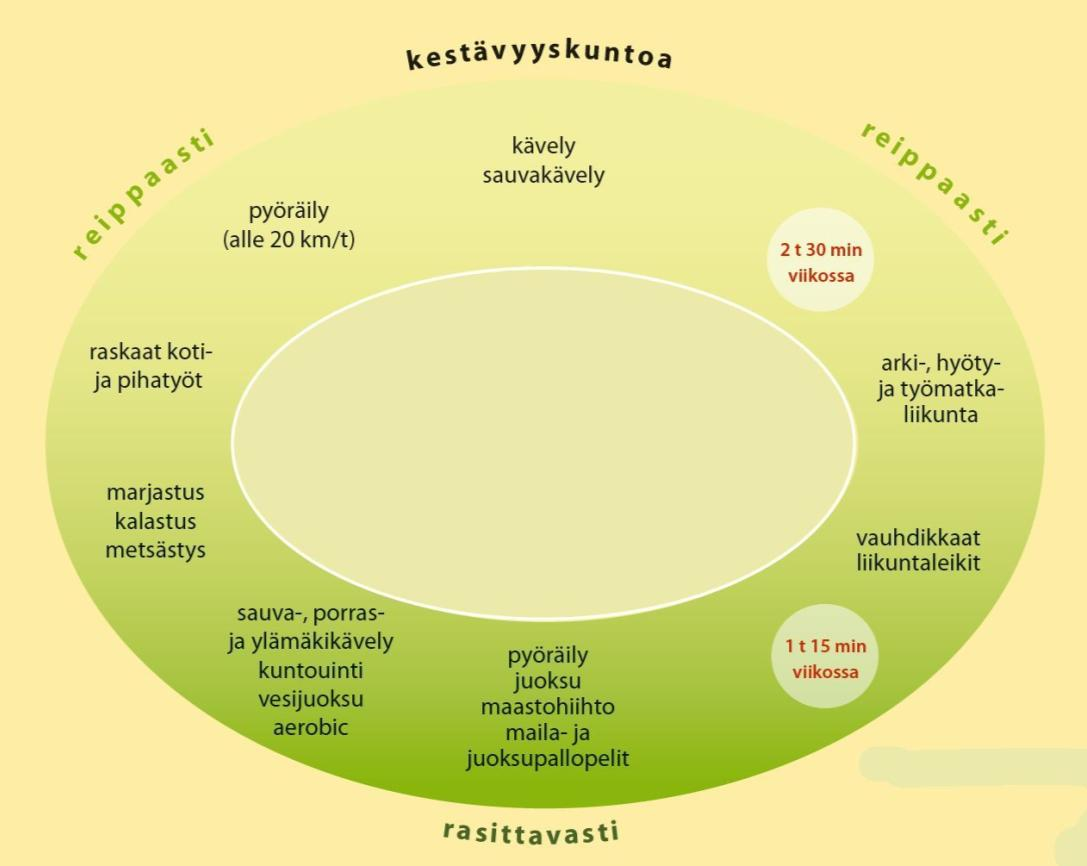 kestävyyskuntoa
reippaasti
reippaasti
kävely
sauvakävely
pyöräily
(alle 20 km/t)
2 t 30 min
viikossa
raskaat koti-
ja pihatyöt
arki-, hyöty-
ja työmatka-
liikunta
marjastus
kalastus
metsästys
vauhdikkaat
liikuntaleikit
sauva-, porras-
ja ylämäkikävely
kuntouinti
vesijuoksu
aerobic
pyöräily
juoksu
maastohiihto
maila- ja
juoksupallopelit
1 t 15 min
viikossa
rasittavasti